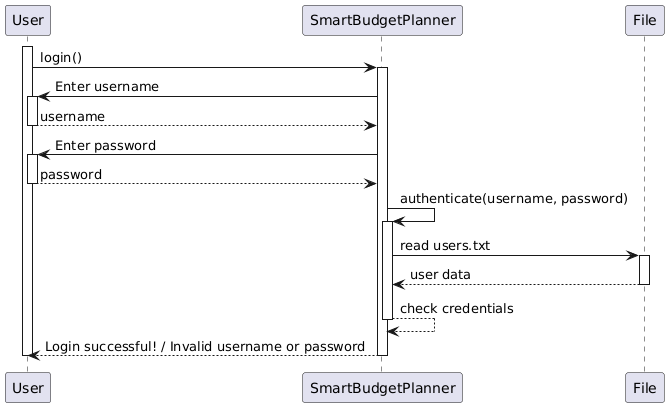 User
SmartBudgetPlanner
File
login()
Enter username
username
Enter password
password
authenticate(username, password)
read users.txt
user data
check credentials
Login successful! / Invalid username or password
User
SmartBudgetPlanner
File